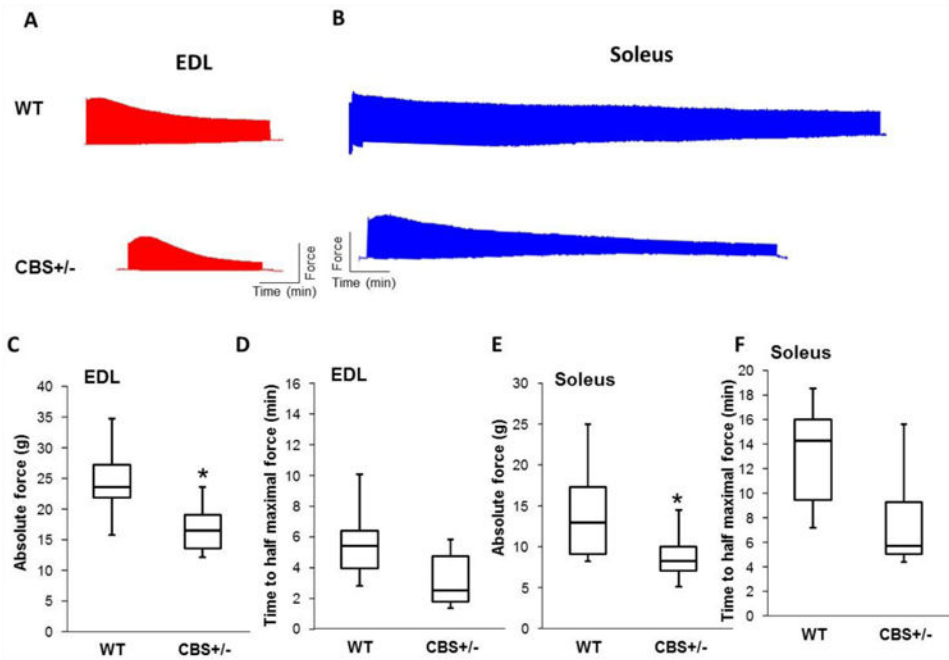 A
B
EDL
Soleus
WT
CBS+/-
Force
Time (min)
Force
Time (min)
C
EDL
Absolute force (g)
40
35
30
25
20
15
10
5
0
*
WT
CBS+/-
D
EDL
Time to half maximal force (min)
16
14
12
10
8
6
4
2
0
WT
CBS+/-
E
Soleus
Absolute force (g)
30
25
20
15
10
5
0
*
WT
CBS+/-
F
Soleus
Time to half maximal force (min)
20
18
16
14
12
10
8
6
4
2
0
WT
CBS+/-